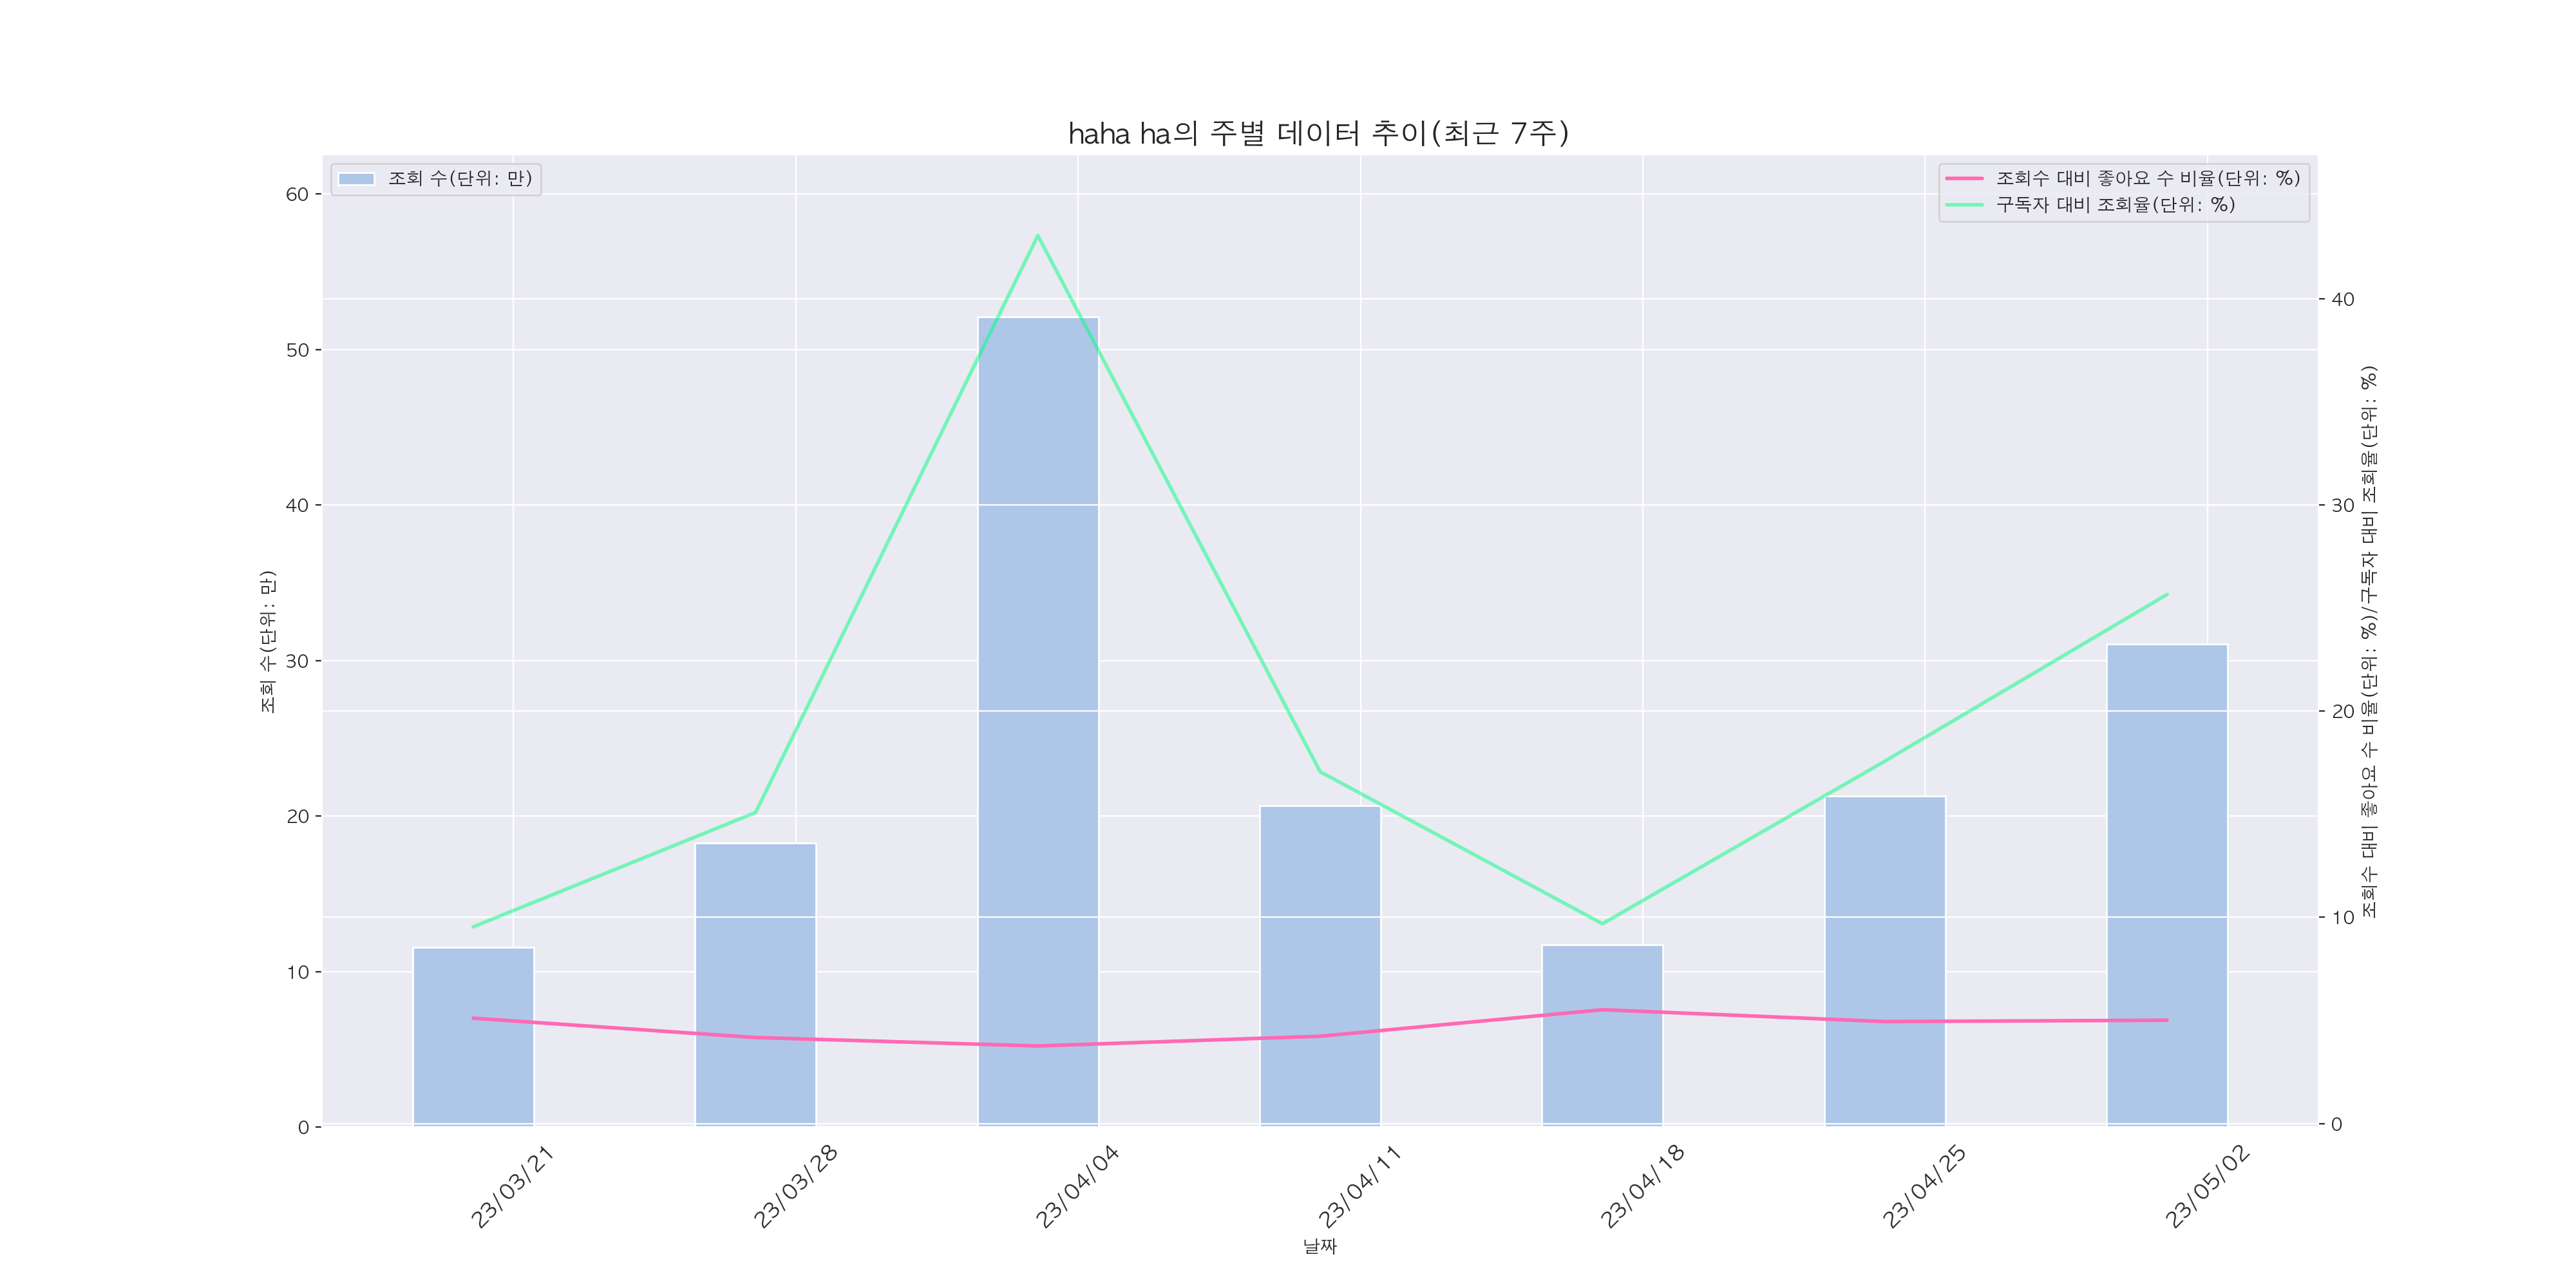 haha ha의 주별 데이터 추이(최근 7주)
조회 수(단위: 만)
조회수 대비 좋아요 수 비율(단위: %)
구독자 대비 조회율(단위: %)
60
50
40
30
20
10
0
조회 수(단위: 만)
40
30
20
10
0
조회수 대비 좋아요 수 비율(단위: %)/구독자 대비 조회율(단위: %)
23/03/21
23/03/28
23/04/04
23/04/11
23/04/18
23/04/25
23/05/02
날짜